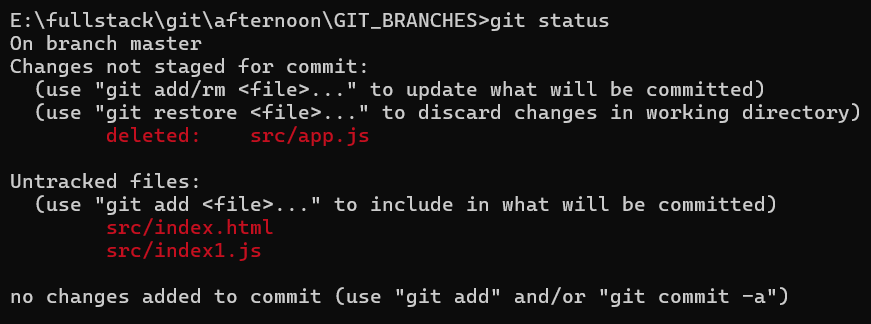 E:\fullstack\git\afternoon\GIT_BRANCHES>git status
On branch master
Changes not staged for commit:
  (use "git add/rm <file>..." to update what will be committed)
  (use "git restore <file>..." to discard changes in working directory)
        deleted:    src/app.js

Untracked files:
  (use "git add <file>..." to include in what will be committed)
        src/index.html
        src/index1.js

no changes added to commit (use "git add" and/or "git commit -a")